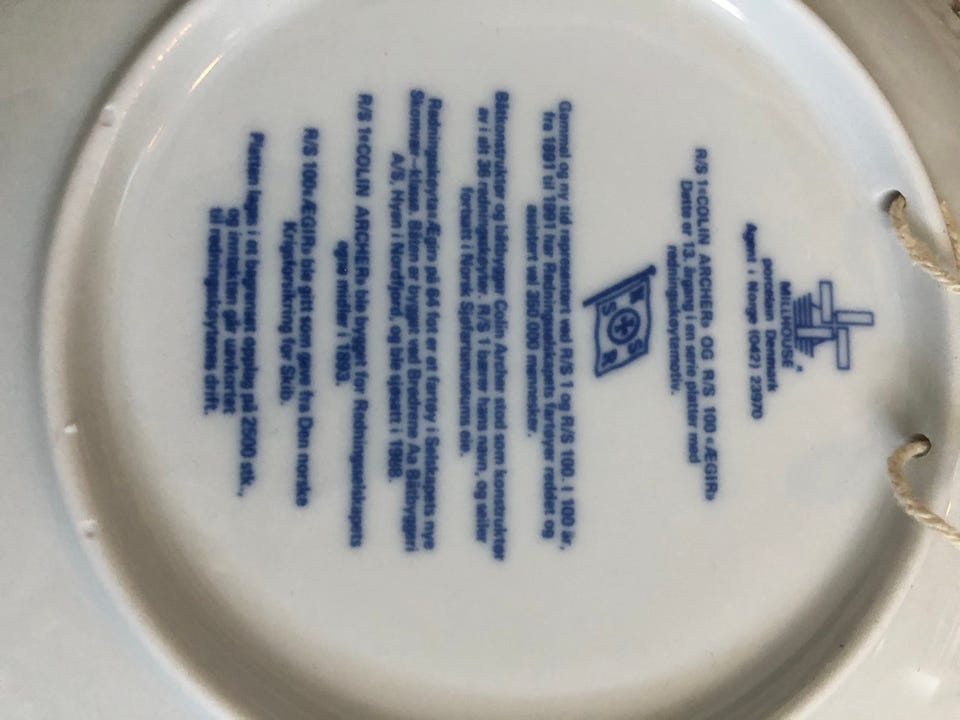 MILLHOUSE
porcelain Denmark
Agent i Norge (042) 23970
R/S 1 «COLIN ARCHER» OG R/S 100 «ÆGIR»
Dette er 13. årgang i en serie platter med
redningskøytemotiv.
N S
S R
Gammel og ny tid representert ved R/S 1 og R/S 100. I 100 år,
fra 1891 til 1991 har Redningsselskapets fartøyer reddet og
assistert vel 350.000 mennesker.
Båtkonstruktør og båtbygger Colin Archer stod som konstruktør
av i alt 36 redningskøyter. R/S 1 bærer hans navn, og seiler
fortsatt i Norsk Sjøfartsmuseums eie.
Redningskøyten Ægir på 64 fot er et fartøy i Selskapets nye
Skomvær-klasse. Båten er bygget ved Brødrene Aa Båtbyggeri
A/S, Hyen i Nordfjord, og ble sjøsatt i 1988.
R/S 1 «COLIN ARCHER» ble bygget for Redningsselskapets
egne midler i 1893.
R/S 100 «ÆGIR» ble gitt som gave fra Den norske
Krigsforsikring for Skib.
Platten lages i et begrenset opplag på 2500 stk.,
og inntekten går uavkortet
til redningskøytenes drift.